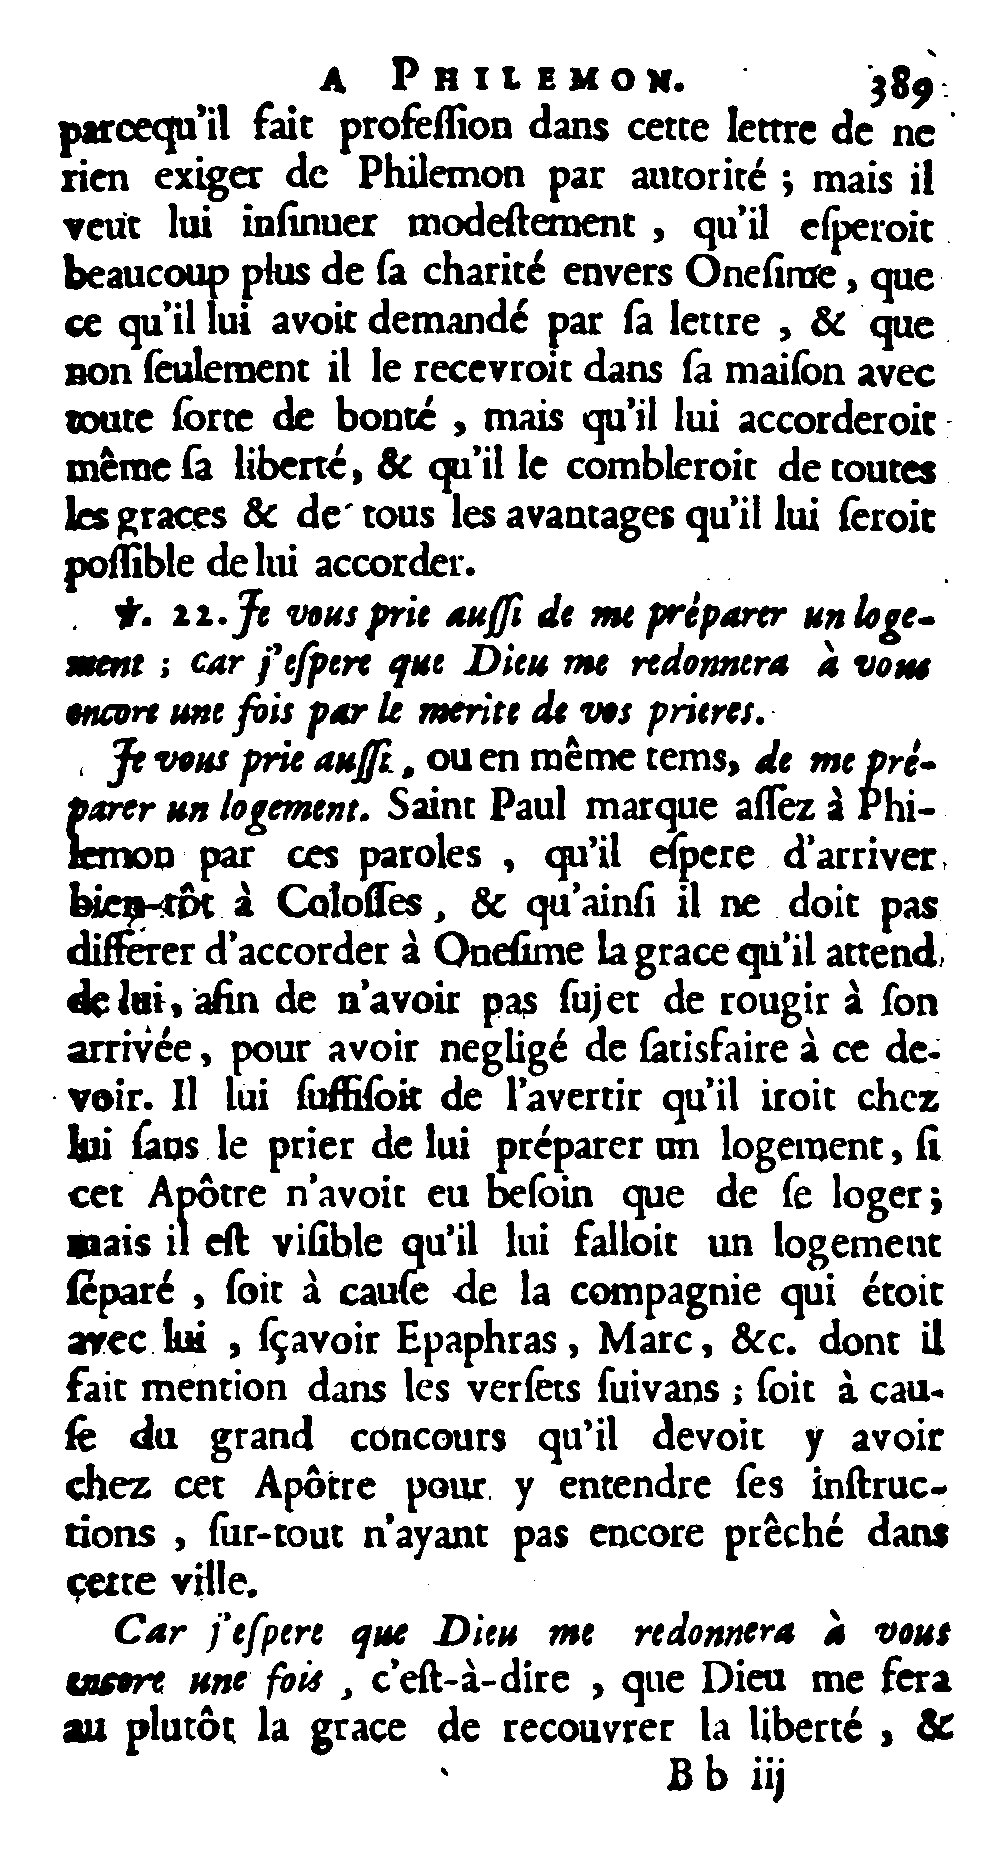 A PHILEMON. 389
parcequ'il fait profeſſion dans cette lettre de ne
rien exiger de Philemon par autorité ; mais il
veut lui inſinuer modeſtement , qu'il eſperoit
beaucoup plus de ſa charité envers Oneſime , que
ce qu'il lui avoit demandé par ſa lettre , & que
non ſeulement il le recevroit dans ſa maiſon avec
toute ſorte de bonté , mais qu'il lui accorderoit
même ſa liberté, & qu'il le combleroit de toutes
les graces & de tous les avantages qu'il lui ſeroit
poſſible de lui accorder.
℣. 22. Je vous prie auſſi de me préparer un loge-
ment ; car j'eſpere que Dieu me redonnera à vous
encore une fois par le merite de vos prieres.
Je vous prie auſſi, ou en même tems, de me pré-
parer un logement. Saint Paul marque aſſez à Phi-
lemon par ces paroles , qu'il eſpere d'arriver
bien-tôt à Coloſſes , & qu'ainſi il ne doit pas
différer d'accorder à Oneſime la grace qu'il attend
de lui, afin de n'avoir pas ſujet de rougir à ſon
arrivée, pour avoir negligé de ſatisfaire à ce de-
voir. Il lui ſuffiſoit de l'avertir qu'il iroit chez
lui ſans le prier de lui préparer un logement, ſi
cet Apôtre n'avoit eu beſoin que de ſe loger;
mais il eſt viſible qu'il lui falloit un logement
ſéparé , ſoit à cauſe de la compagnie qui étoit
avec lui , ſçavoir Epaphras, Marc, &c. dont il
fait mention dans les verſets ſuivans ; ſoit à cau-
ſe du grand concours qu'il devoit y avoir
chez cet Apôtre pour y entendre ſes inſtruc-
tions , ſur-tout n'ayant pas encore prêché dans
cette ville.
Car j'eſpere que Dieu me redonnera à vous
encore une fois , c'eſt-à-dire , que Dieu me fera
au plutôt la grace de recouvrer la liberté , &
B b iij